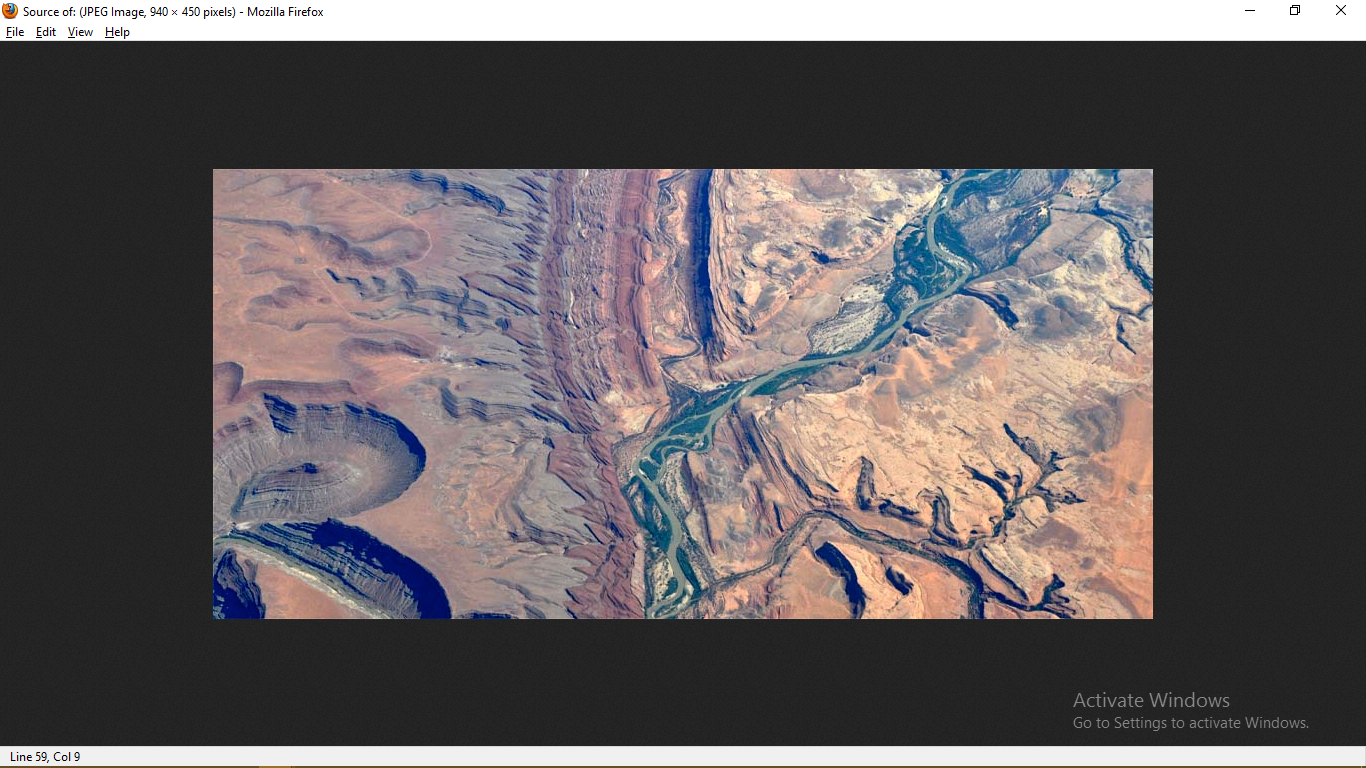 Source of: (JPEG Image, 940 × 450 pixels) - Mozilla Firefox
File Edit View Help
Activate Windows
Go to Settings to activate Windows.
Line 59, Col 9